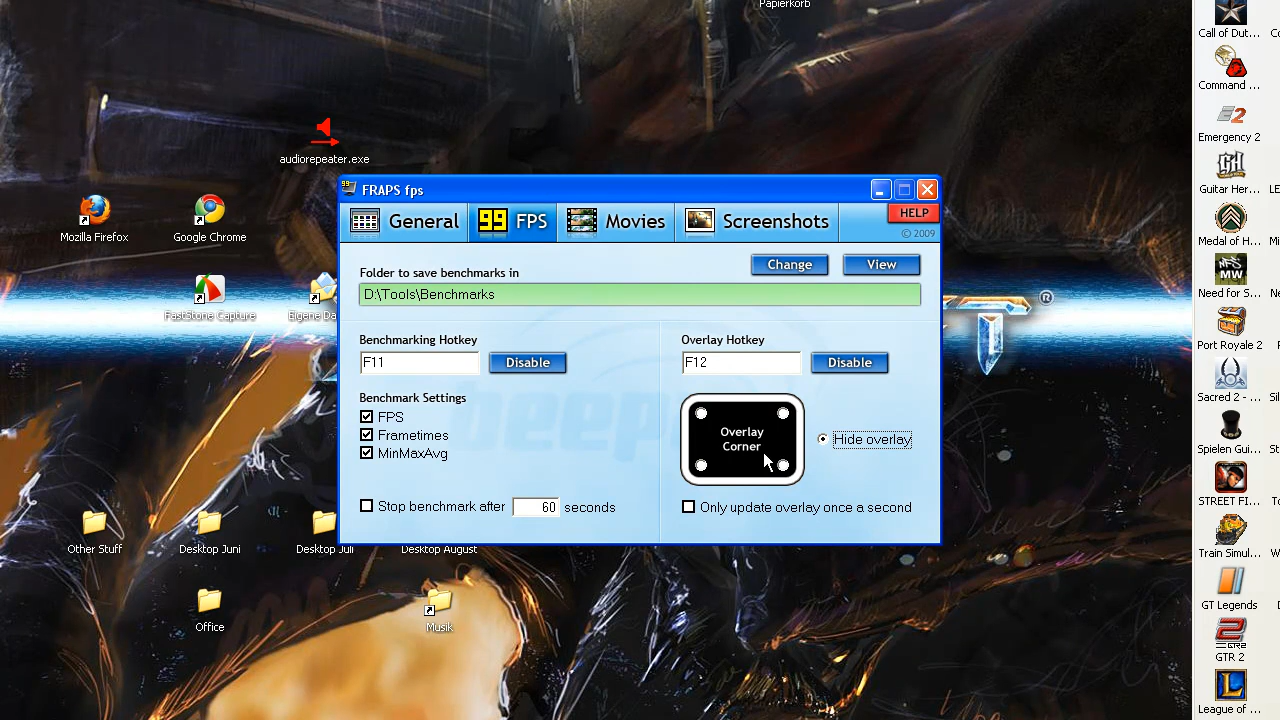 Papierkorb
Call of Dut...
Command ...
Emergency 2
audiorepeater.exe
Guitar Her...
FRAPS fps
General
99 FPS
Movies
Screenshots
HELP
© 2009
Mozilla Firefox
Google Chrome
Medal of H...
Folder to save benchmarks in
Change
View
D:\Tools\Benchmarks
NFS
MW
Need for S...
FastStone Capture
®
Benchmarking Hotkey
F11
Disable
Overlay Hotkey
F12
Disable
Port Royale 2
Benchmark Settings
FPS
Frametimes
MinMaxAvg
Overlay
Corner
Hide overlay
Sacred 2 - ...
Spielen Gui...
Stop benchmark after 60 seconds
Only update overlay once a second
STREET FI...
Other Stuff
Desktop Juni
Desktop Juli
Desktop August
Train Simul...
GT Legends
Office
Musik
GTR 2
League of ...